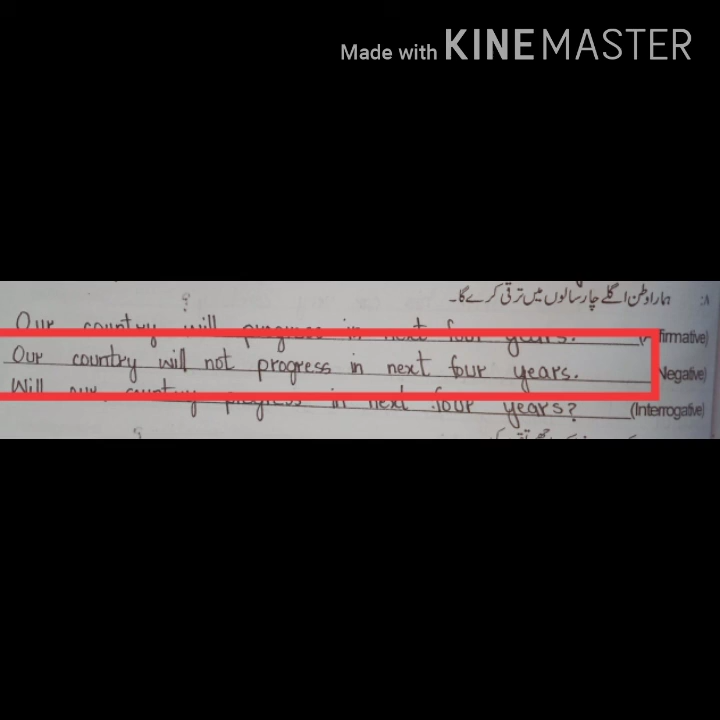 Made with KINEMASTER
۸: ہمارا وطن اگلے چار سالوں میں ترقی کرے گا۔
؟
Our country will progress in next four years. firmative)
Our country will not progress in next four years. Negative)
Will our country progress in next four years? (Interrogative)